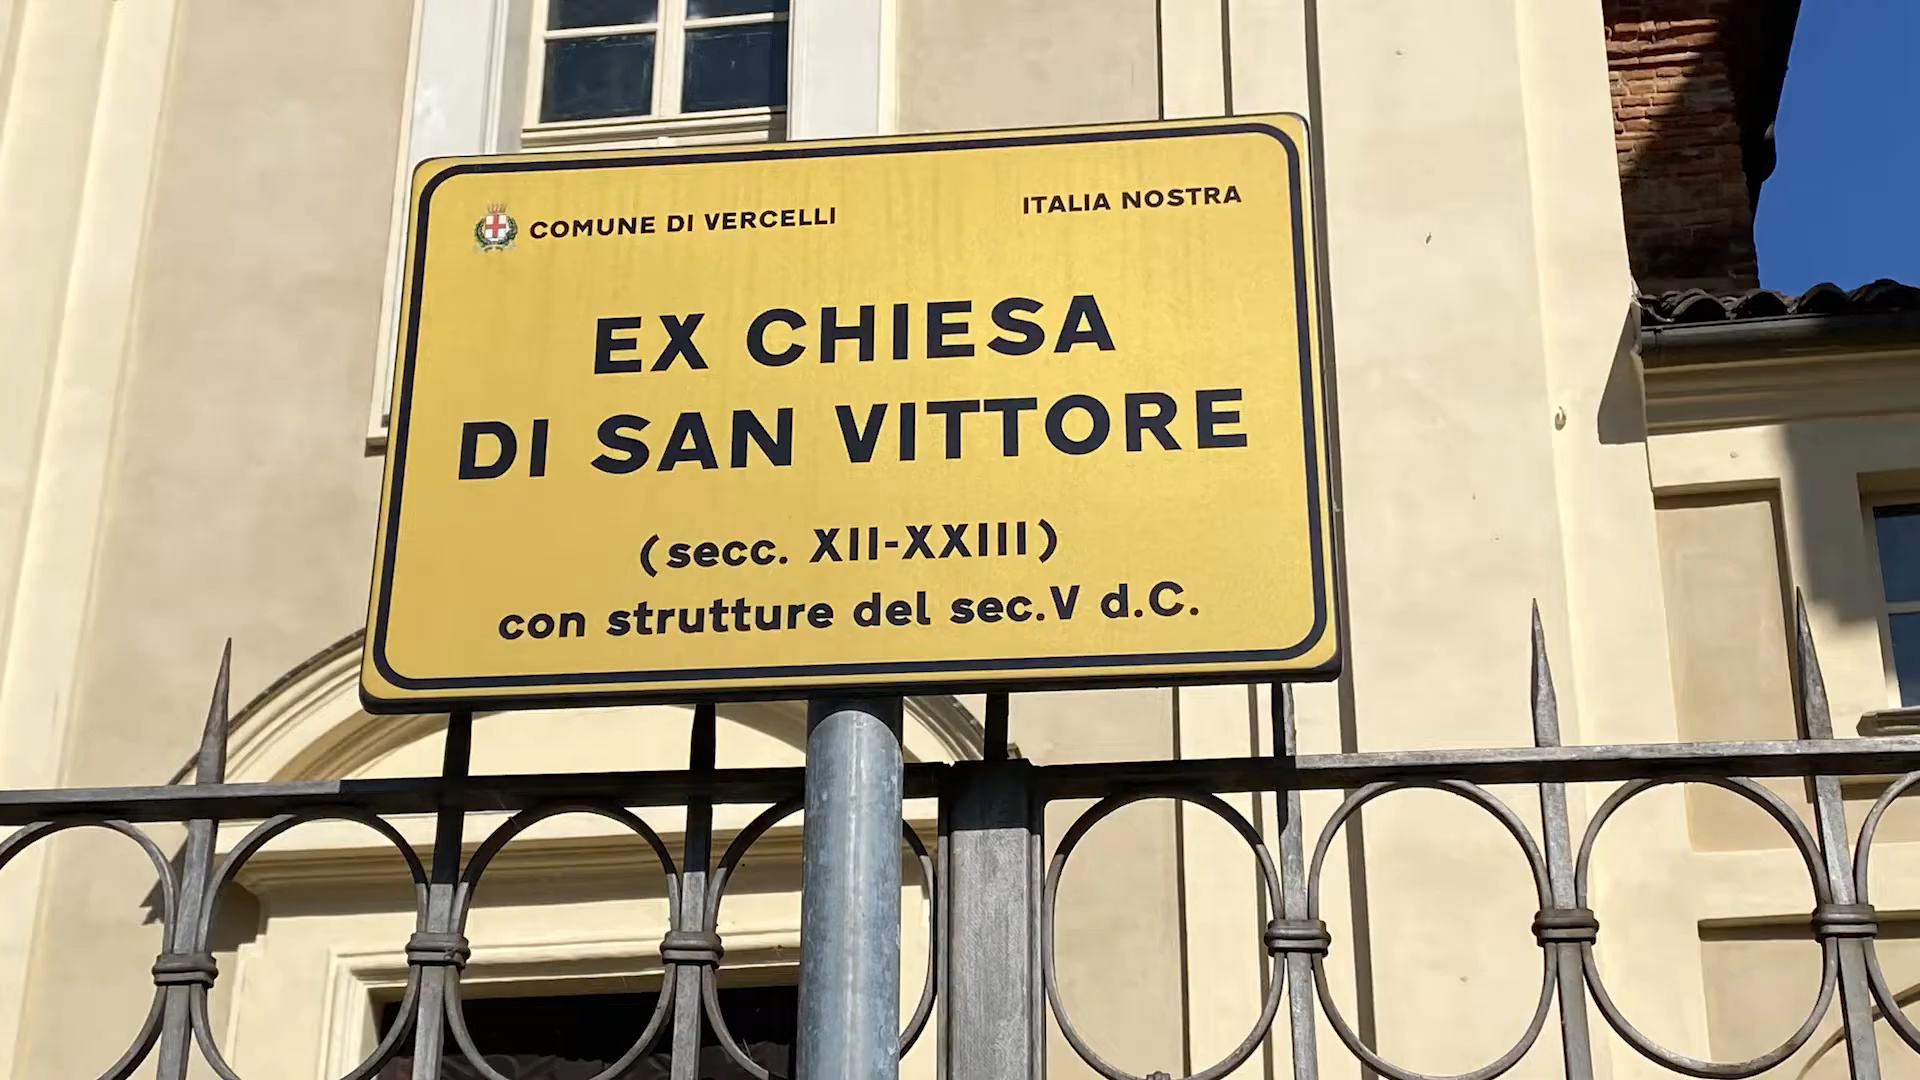 COMUNE DI VERCELLI
ITALIA NOSTRA
EX CHIESA
DI SAN VITTORE
(secc. XII-XXIII)
con strutture del sec.V d.C.